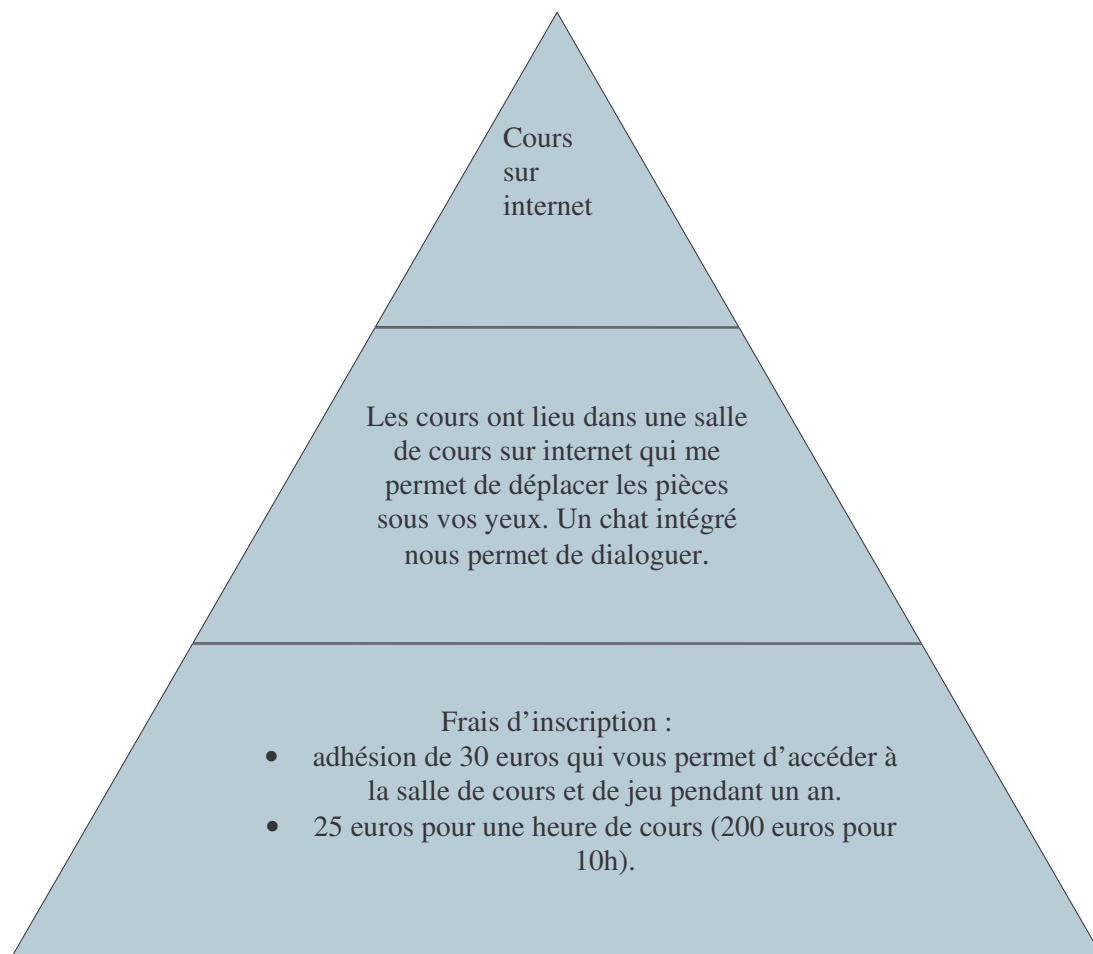 Cours
sur
internet
Les cours ont lieu dans une salle
de cours sur internet qui me
permet de déplacer les pièces
sous vos yeux. Un chat intégré
nous permet de dialoguer.
Frais d’inscription :
• adhésion de 30 euros qui vous permet d’accéder à
la salle de cours et de jeu pendant un an.
• 25 euros pour une heure de cours (200 euros pour
10h).